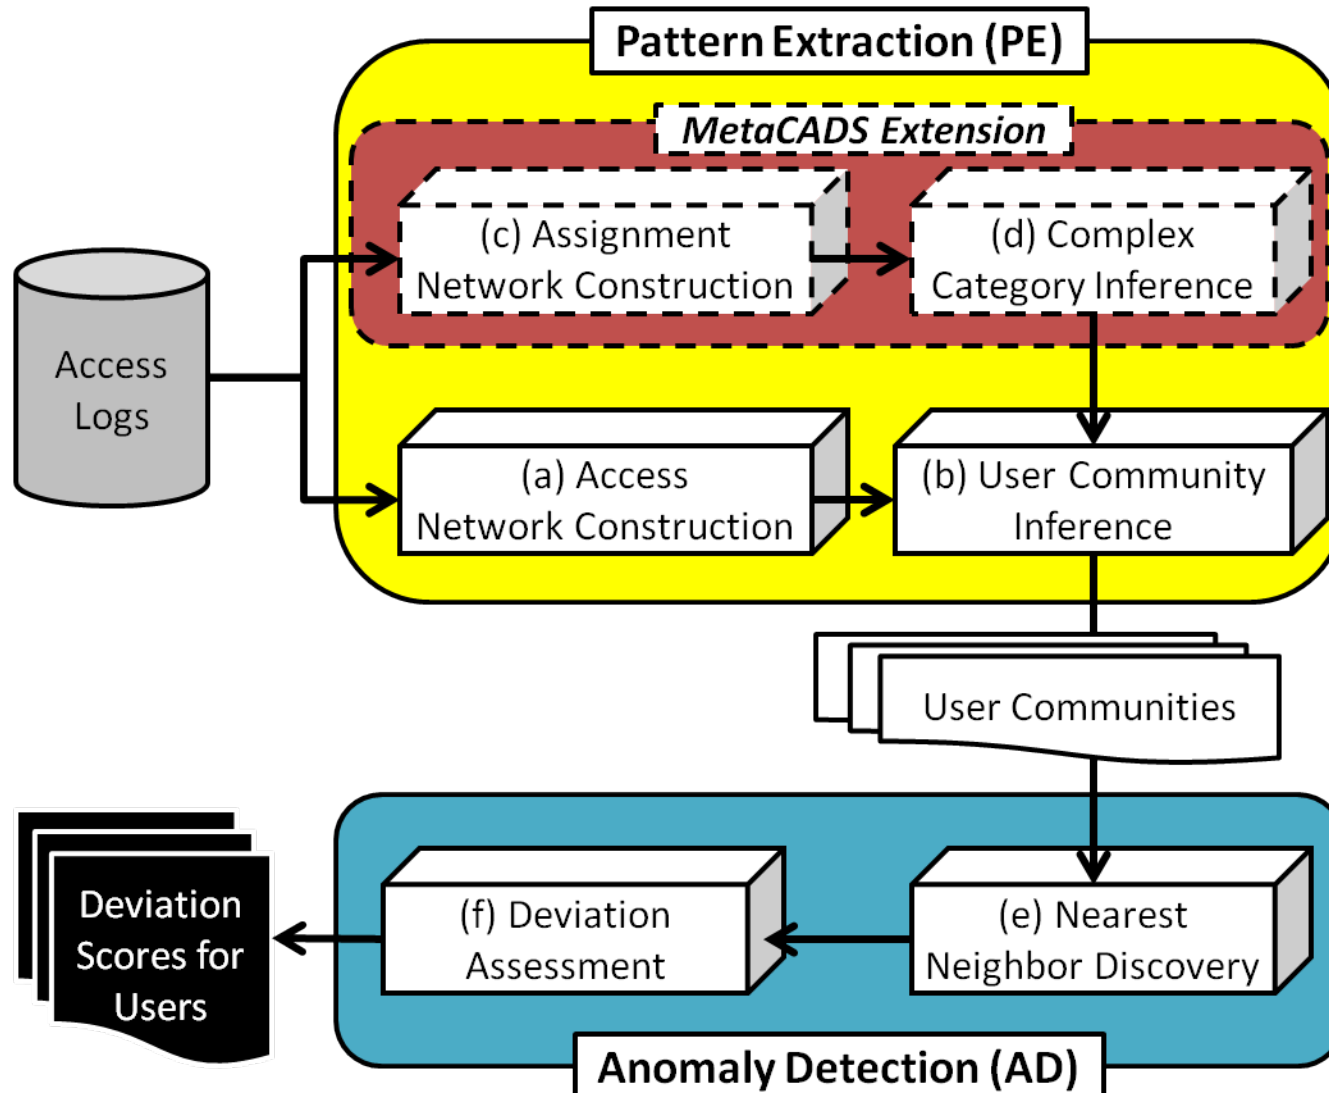 Pattern Extraction (PE)
MetaCADS Extension
(c) Assignment
Network Construction
(d) Complex
Category Inference
Access
Logs
(a) Access
Network Construction
(b) User Community
Inference
User Communities
(e) Nearest
Neighbor Discovery
(f) Deviation
Assessment
Deviation
Scores for
Users
Anomaly Detection (AD)